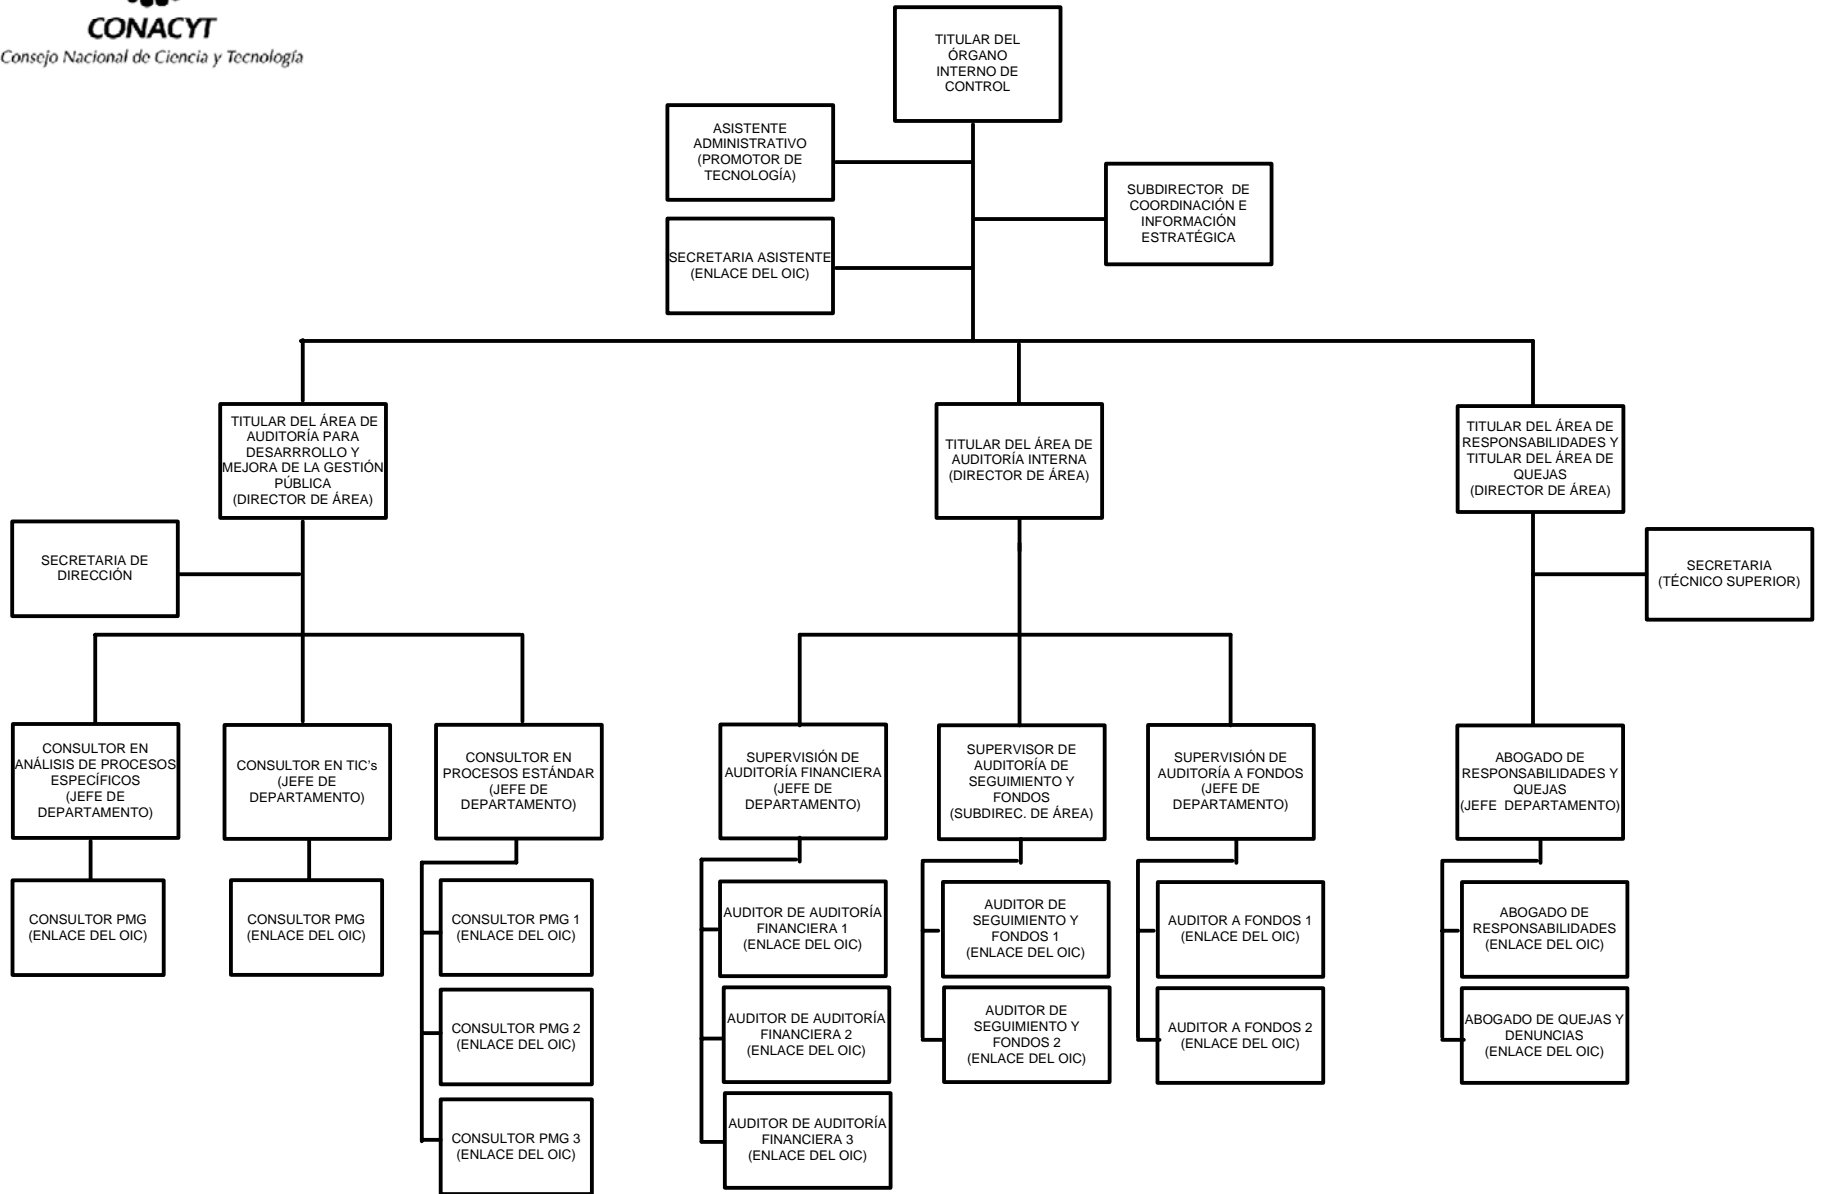 CONACYT
Consejo Nacional de Ciencia y Tecnología
TITULAR DEL
ÓRGANO
INTERNO DE
CONTROL
ASISTENTE
ADMINISTRATIVO
(PROMOTOR DE
TECNOLOGÍA)
SUBDIRECTOR DE
COORDINACIÓN E
INFORMACIÓN
ESTRATÉGICA
SECRETARIA ASISTENTE
(ENLACE DEL OIC)
TITULAR DEL ÁREA DE
AUDITORÍA PARA
DESARRROLLO Y
MEJORA DE LA GESTIÓN
PÚBLICA
(DIRECTOR DE ÁREA)
TITULAR DEL ÁREA DE
AUDITORÍA INTERNA
(DIRECTOR DE ÁREA)
TITULAR DEL ÁREA DE
RESPONSABILIDADES Y
TITULAR DEL ÁREA DE
QUEJAS
(DIRECTOR DE ÁREA)
SECRETARIA DE
DIRECCIÓN
SECRETARIA
(TÉCNICO SUPERIOR)
CONSULTOR EN
ANÁLISIS DE PROCESOS
ESPECÍFICOS
(JEFE DE
DEPARTAMENTO)
CONSULTOR EN TIC's
(JEFE DE
DEPARTAMENTO)
CONSULTOR EN
PROCESOS ESTÁNDAR
(JEFE DE
DEPARTAMENTO)
SUPERVISIÓN DE
AUDITORÍA FINANCIERA
(JEFE DE
DEPARTAMENTO)
SUPERVISOR DE
AUDITORÍA DE
SEGUIMIENTO Y
FONDOS
(SUBDIREC. DE ÁREA)
SUPERVISIÓN DE
AUDITORÍA A FONDOS
(JEFE DE
DEPARTAMENTO)
ABOGADO DE
RESPONSABILIDADES Y
QUEJAS
(JEFE DEPARTAMENTO)
CONSULTOR PMG
(ENLACE DEL OIC)
CONSULTOR PMG
(ENLACE DEL OIC)
CONSULTOR PMG 1
(ENLACE DEL OIC)
AUDITOR DE AUDITORÍA
FINANCIERA 1
(ENLACE DEL OIC)
AUDITOR DE
SEGUIMIENTO Y
FONDOS 1
(ENLACE DEL OIC)
AUDITOR A FONDOS 1
(ENLACE DEL OIC)
ABOGADO DE
RESPONSABILIDADES
(ENLACE DEL OIC)
CONSULTOR PMG 2
(ENLACE DEL OIC)
AUDITOR DE AUDITORÍA
FINANCIERA 2
(ENLACE DEL OIC)
AUDITOR DE
SEGUIMIENTO Y
FONDOS 2
(ENLACE DEL OIC)
AUDITOR A FONDOS 2
(ENLACE DEL OIC)
ABOGADO DE QUEJAS Y
DENUNCIAS
(ENLACE DEL OIC)
CONSULTOR PMG 3
(ENLACE DEL OIC)
AUDITOR DE AUDITORÍA
FINANCIERA 3
(ENLACE DEL OIC)